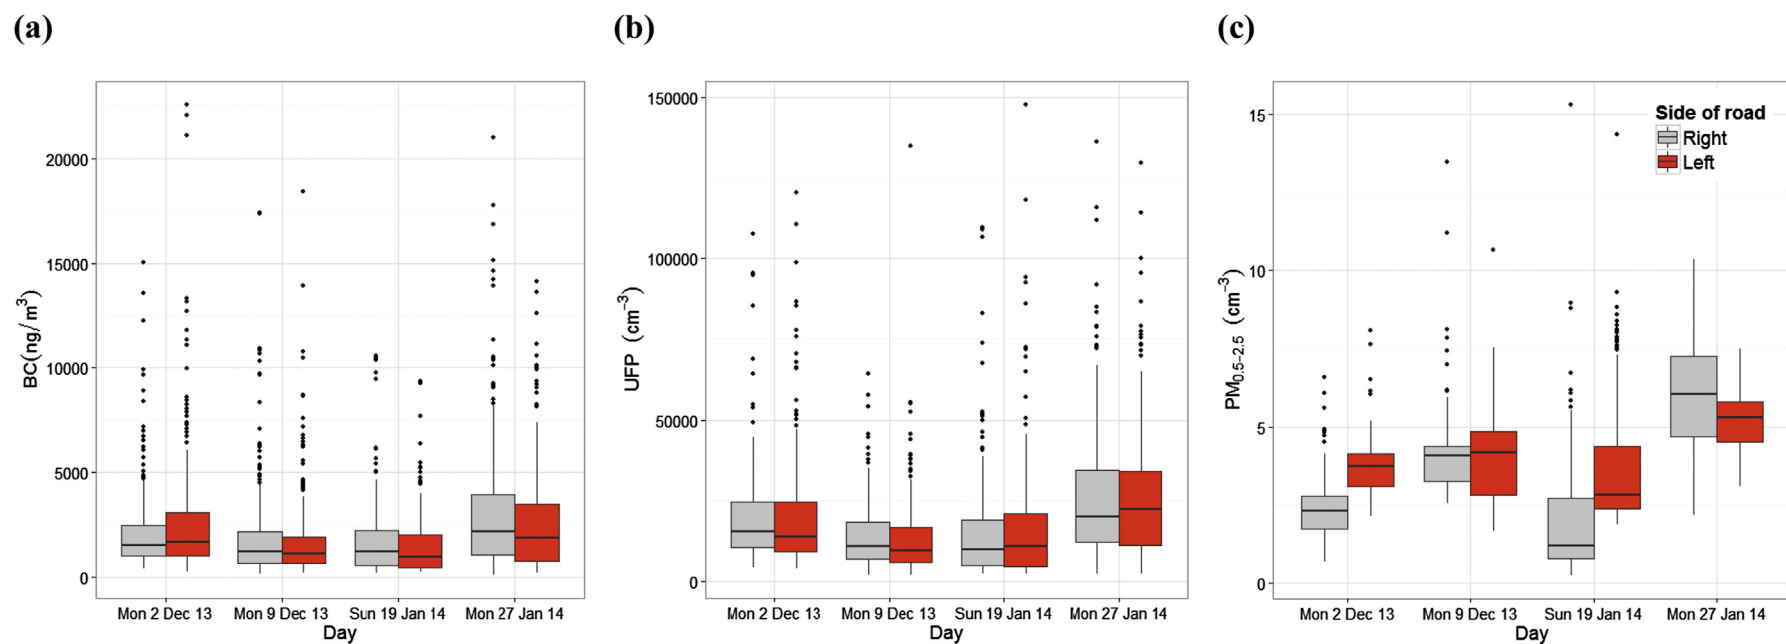 (a)
BC(ng/m³)
20000
15000
10000
5000
0
Mon 2 Dec 13 Mon 9 Dec 13 Sun 19 Jan 14 Mon 27 Jan 14
Day
(b)
UFP (cm⁻³)
150000
100000
50000
0
Mon 2 Dec 13 Mon 9 Dec 13 Sun 19 Jan 14 Mon 27 Jan 14
Day
(c)
PM₀.₅₋₂.₅ (cm⁻³)
15
10
5
0
Side of road
Right
Left
Mon 2 Dec 13 Mon 9 Dec 13 Sun 19 Jan 14 Mon 27 Jan 14
Day